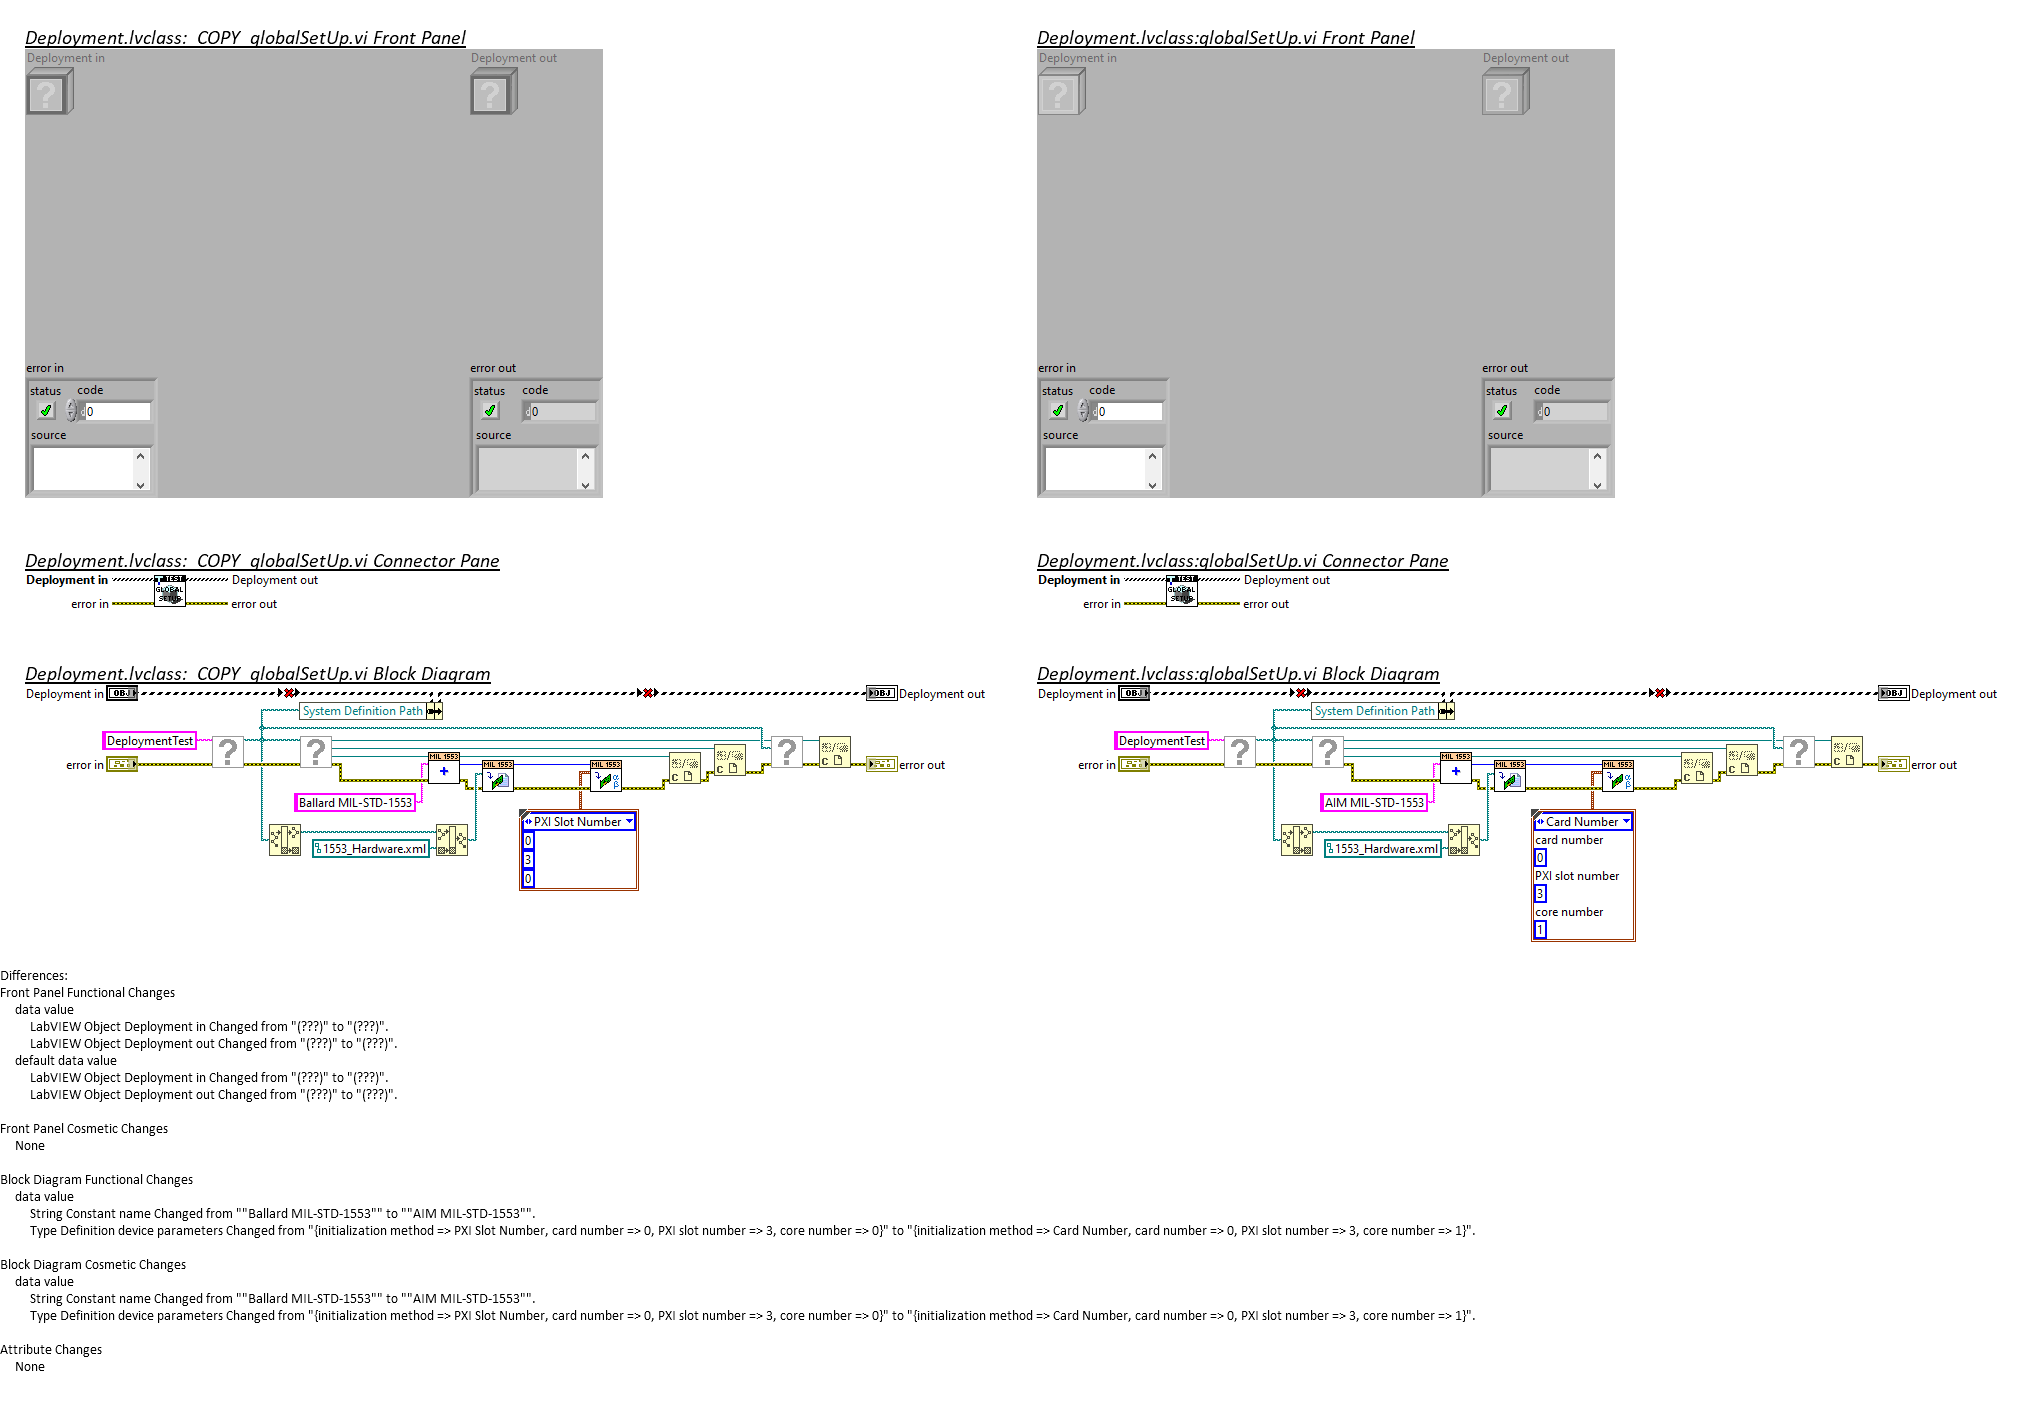 Deployment.lvclass:_COPY_globalSetUp.vi Front Panel
Deployment in
Deployment out
?
?
error in
error out
status code
status code
0
0
source
source
Deployment.lvclass:globalSetUp.vi Front Panel
Deployment in
Deployment out
?
?
error in
error out
status code
status code
0
0
source
source
Deployment.lvclass:_COPY_globalSetUp.vi Connector Pane
Deployment in
TEST
GLOBAL
SETUP
Deployment out
error in
error out
Deployment.lvclass:globalSetUp.vi Connector Pane
Deployment in
TEST
GLOBAL
SETUP
Deployment out
error in
error out
Deployment.lvclass:_COPY_globalSetUp.vi Block Diagram
Deployment in
OBJ
OBJ
Deployment out
System Definition Path
DeploymentTest
?
?
MIL 1553
+
MIL 1553
MIL 1553
?
error in
error out
Ballard MIL-STD-1553
PXI Slot Number
0
3
0
1553_Hardware.xml
Deployment.lvclass:globalSetUp.vi Block Diagram
Deployment in
OBJ
OBJ
Deployment out
System Definition Path
DeploymentTest
?
?
MIL 1553
+
MIL 1553
MIL 1553
?
error in
error out
AIM MIL-STD-1553
Card Number
card number
0
PXI slot number
3
core number
1
1553_Hardware.xml
Differences:
Front Panel Functional Changes
data value
LabVIEW Object Deployment in Changed from "(???)" to "(???)".
LabVIEW Object Deployment out Changed from "(???)" to "(???)".
default data value
LabVIEW Object Deployment in Changed from "(???)" to "(???)".
LabVIEW Object Deployment out Changed from "(???)" to "(???)".
Front Panel Cosmetic Changes
None
Block Diagram Functional Changes
data value
String Constant name Changed from ""Ballard MIL-STD-1553"" to ""AIM MIL-STD-1553"".
Type Definition device parameters Changed from "{initialization method => PXI Slot Number, card number => 0, PXI slot number => 3, core number => 0}" to "{initialization method => Card Number, card number => 0, PXI slot number => 3, core number => 1}".
Block Diagram Cosmetic Changes
data value
String Constant name Changed from ""Ballard MIL-STD-1553"" to ""AIM MIL-STD-1553"".
Type Definition device parameters Changed from "{initialization method => PXI Slot Number, card number => 0, PXI slot number => 3, core number => 0}" to "{initialization method => Card Number, card number => 0, PXI slot number => 3, core number => 1}".
Attribute Changes
None